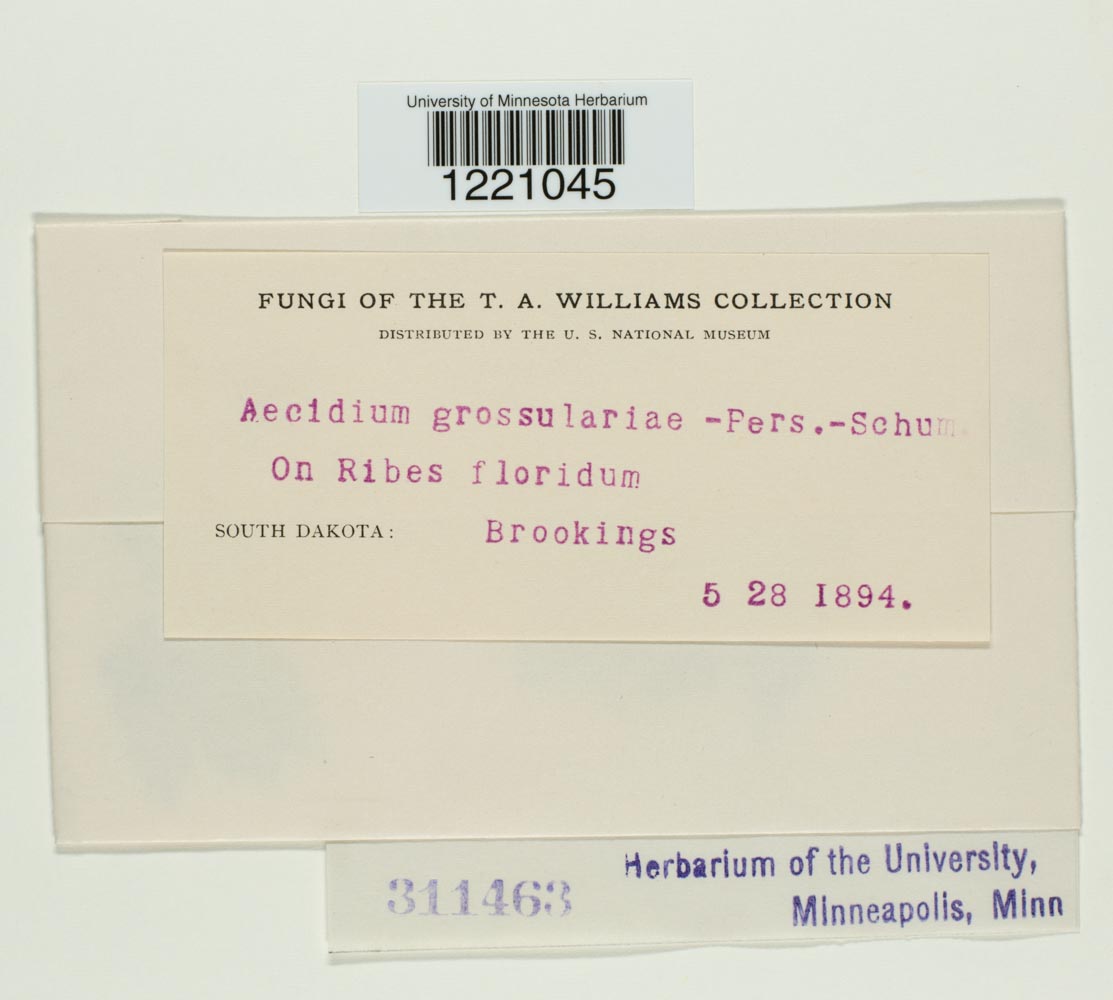 University of Minnesota Herbarium
1221045
FUNGI OF THE T. A. WILLIAMS COLLECTION
DISTRIBUTED BY THE U. S. NATIONAL MUSEUM
Aecidium grossulariae -Pers.-Schum.
On Ribes floridum
SOUTH DAKOTA: Brookings
5 28 1894.
311463
Herbarium of the University,
Minneapolis, Minn